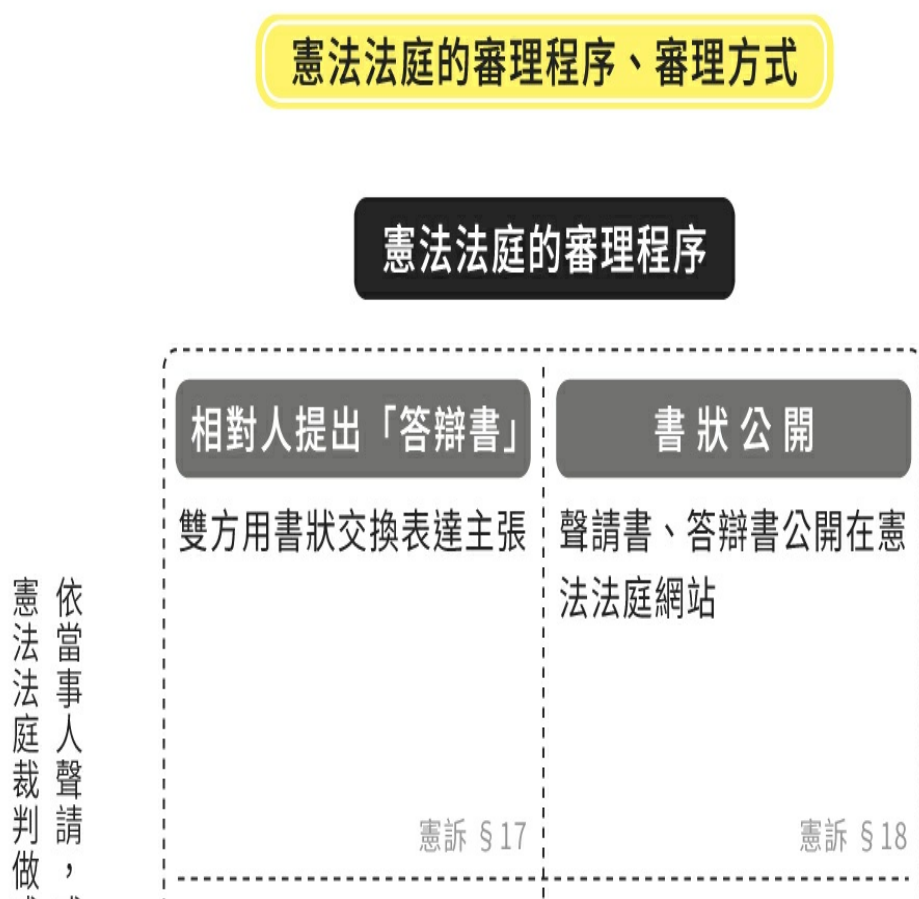 憲法法庭的審理程序、審理方式
憲法法庭的審理程序
相對人提出「答辯書」
雙方用書狀交換表達主張
憲訴 §17
書狀公開
聲請書、答辯書公開在憲
法法庭網站
憲訴 §18
依當事人聲請，
憲法法庭裁判做